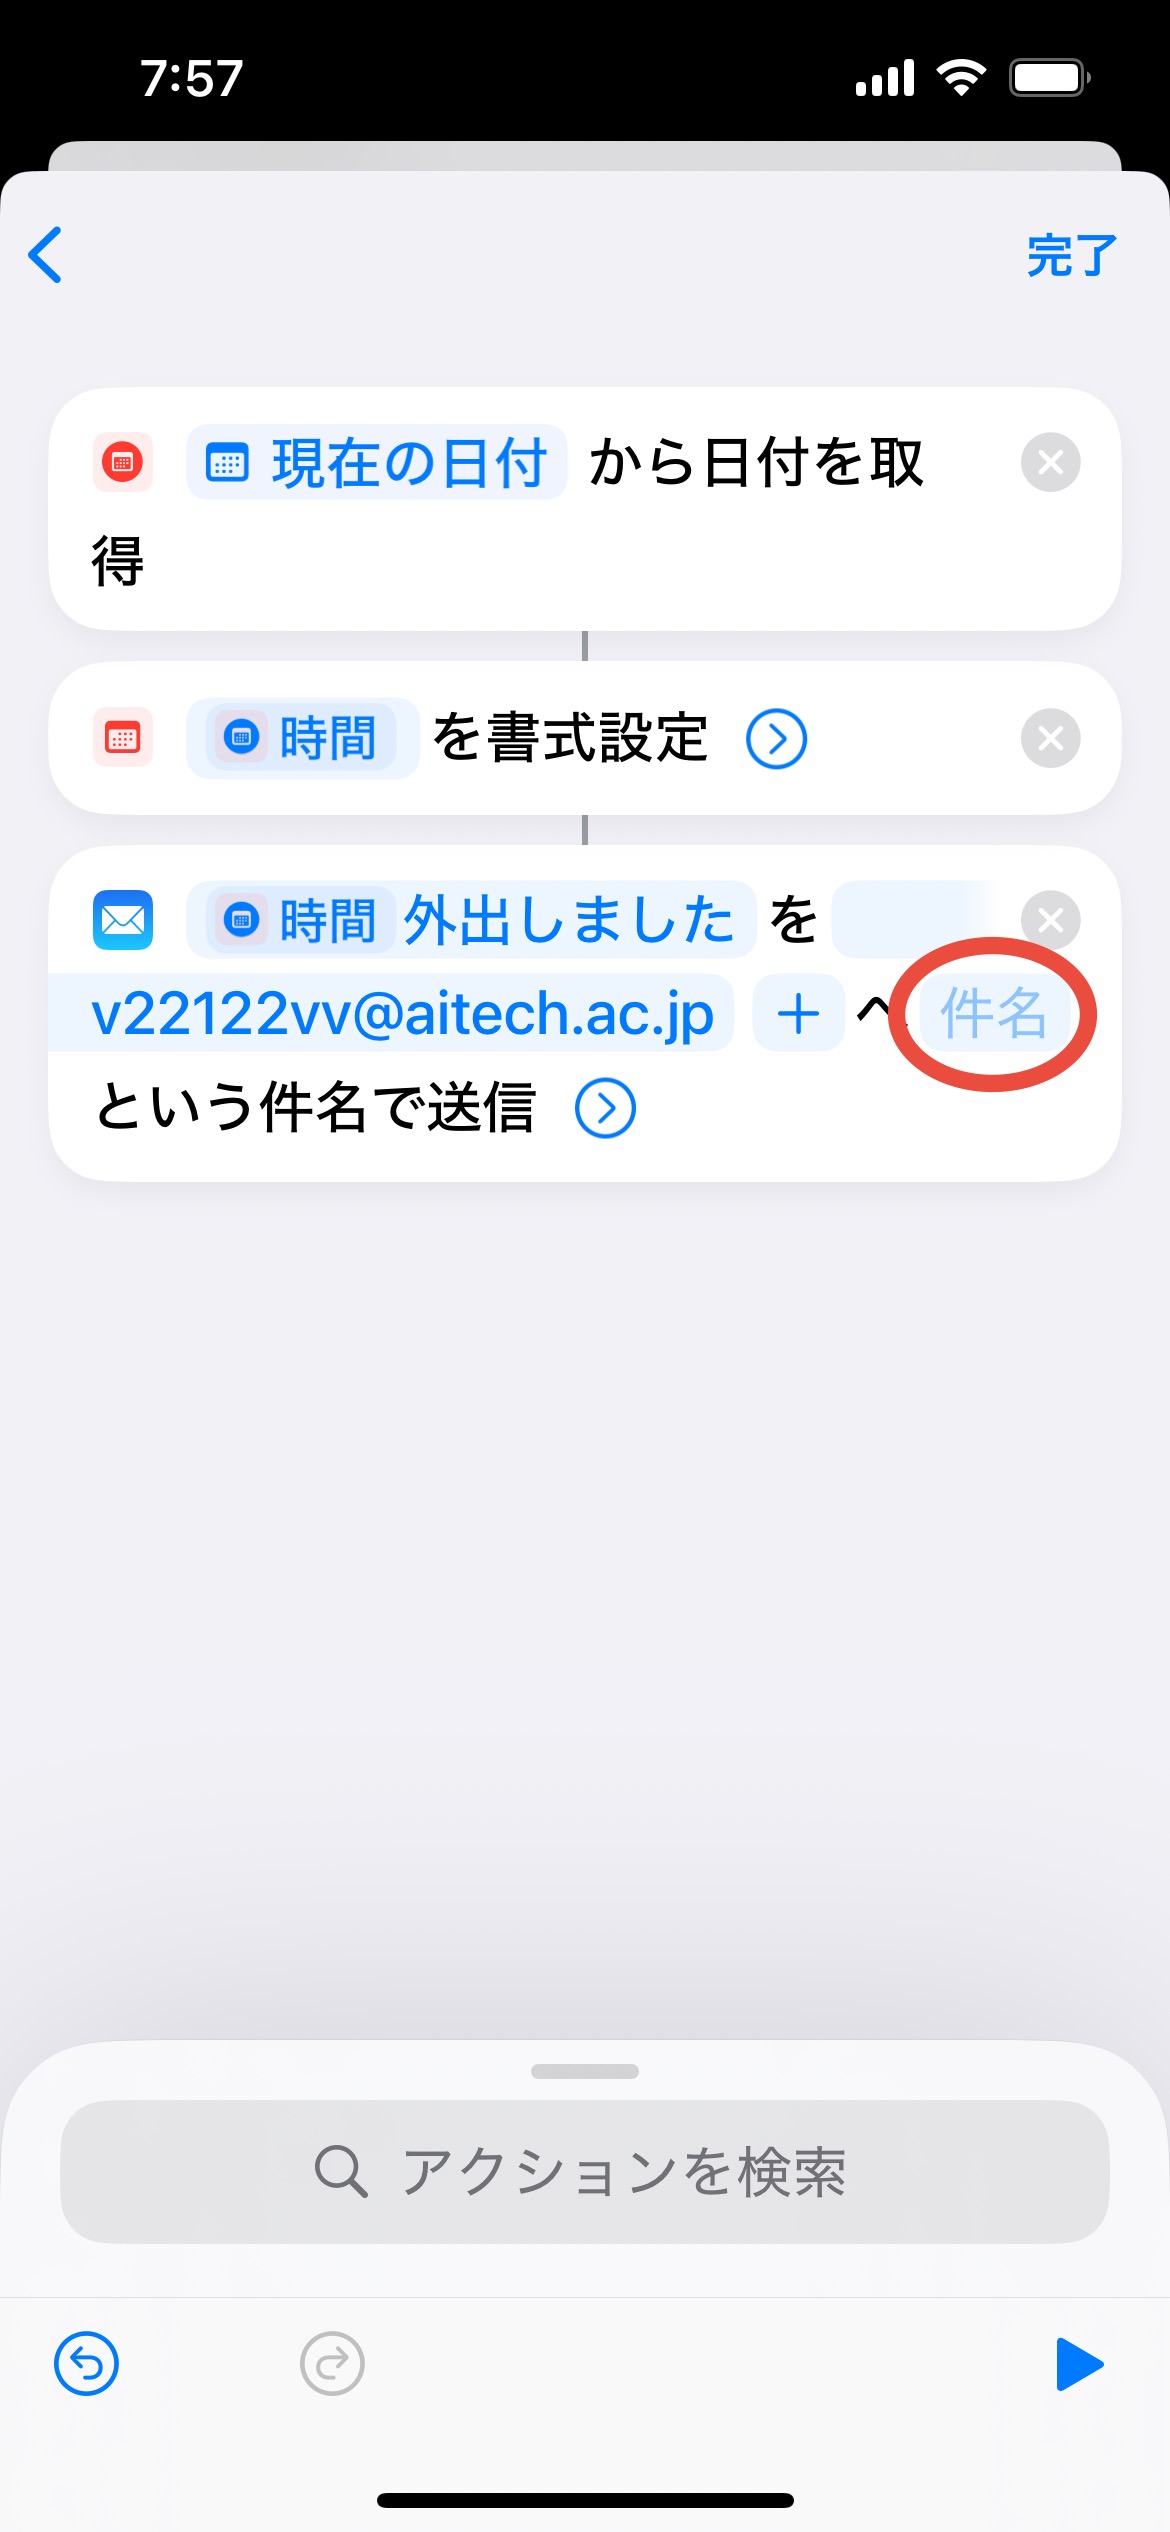 7:57
完了
現在の日付 から日付を取
得
時間 を書式設定
時間 外出しました を
v22122vv@aitech.ac.jp + へ 件名
という件名で送信
アクションを検索